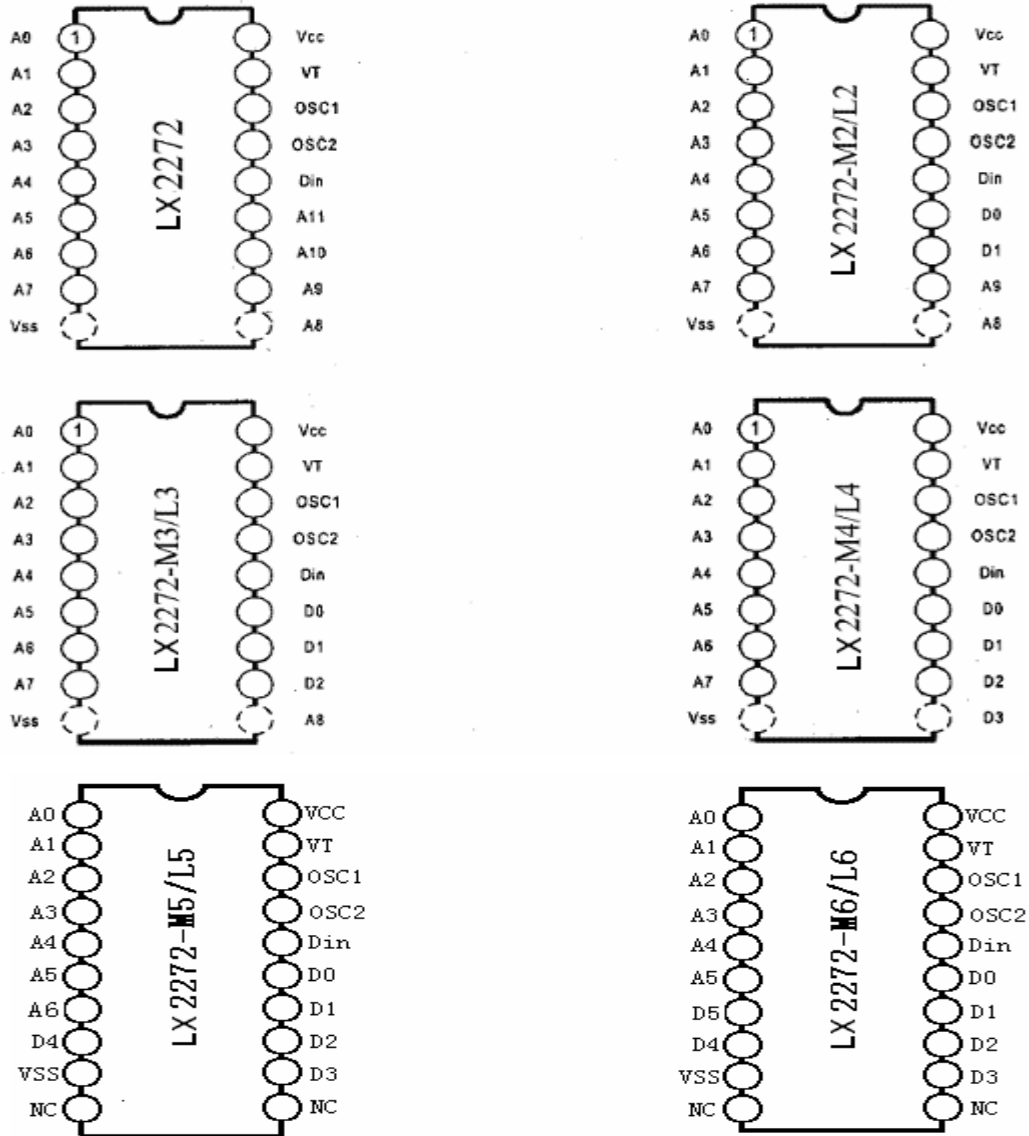 A0 1 Vcc
A1 VT
A2 OSC1
A3 OSC2
A4 Din
A5 A11
A6 A10
A7 A9
Vss A8
LX 2272
A0 1 Vcc
A1 VT
A2 OSC1
A3 OSC2
A4 Din
A5 D0
A6 D1
A7 A9
Vss A8
LX 2272-M2/L2
A0 1 Vcc
A1 VT
A2 OSC1
A3 OSC2
A4 Din
A5 D0
A6 D1
A7 D2
Vss A8
LX 2272-M3/L3
A0 1 Vcc
A1 VT
A2 OSC1
A3 OSC2
A4 Din
A5 D0
A6 D1
A7 D2
Vss D3
LX 2272-M4/L4
A0 VCC
A1 VT
A2 OSC1
A3 OSC2
A4 Din
A5 D0
A6 D1
D4 D2
VSS D3
NC NC
LX 2272-M5/L5
A0 VCC
A1 VT
A2 OSC1
A3 OSC2
A4 Din
A5 D0
D5 D1
D4 D2
VSS D3
NC NC
LX 2272-M6/L6